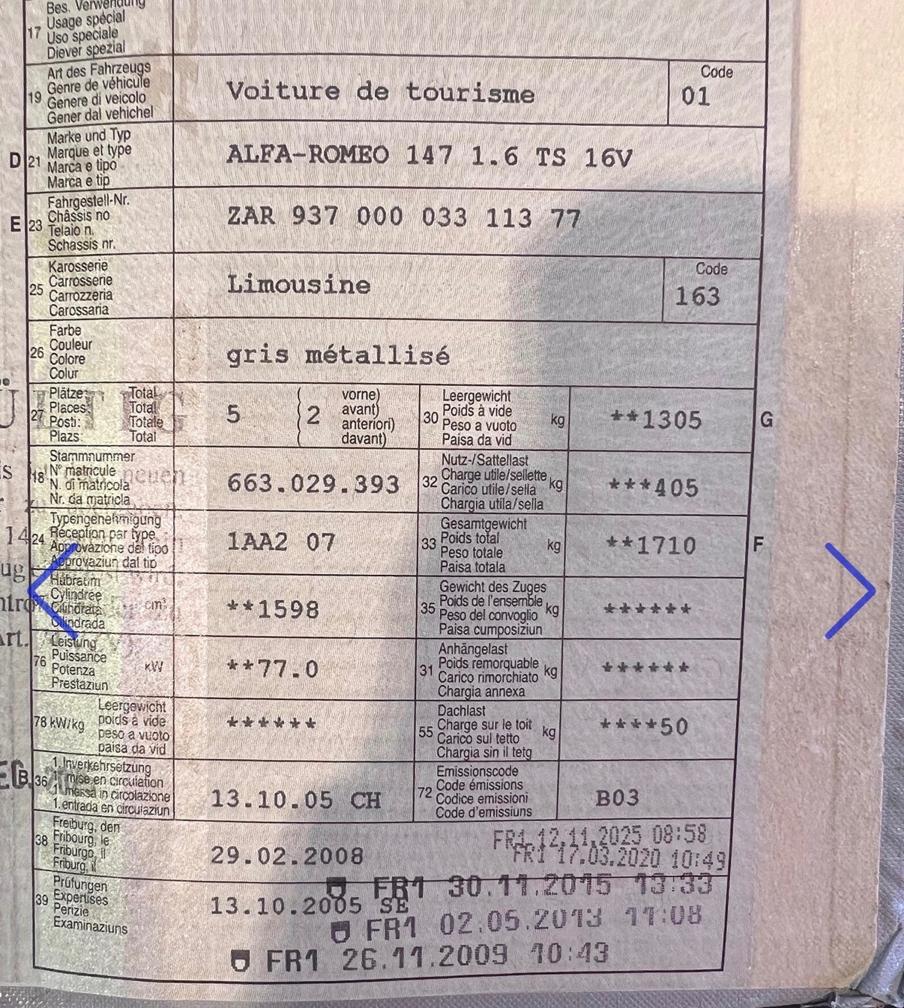 Bes. Verwendung
17 Usage spécial
Uso speciale
Diever spezial
Art des Fahrzeugs
19 Genre de véhicule
Genere di veicolo
Gener dal vehichel
Voiture de tourisme
Code
01
D 21 Marke und Typ
Marque et type
Marca e tipo
Marca e tip
ALFA-ROMEO 147 1.6 TS 16V
E 23 Fahrgestell-Nr.
Châssis no
Telaio n.
Schassis nr.
ZAR 937 000 033 113 77
25 Karosserie
Carrosserie
Carrozzeria
Carossaria
Limousine
Code
163
26 Farbe
Couleur
Colore
Colur
gris métallisé
27 Plätze: Total
Places: Total
Posti: Totale
Plazs: Total
5 (2 vorne)
avant)
anteriori)
davant)
30 Leergewicht
Poids à vide kg
Peso a vuoto
Paisa da vid
**1305 G
18 Stammnummer
N° matricule
N. di matricola
Nr. da matricla
663.029.393
32 Nutz-/Sattellast
Charge utile/sellette kg
Carico utile/sella
Chargia utila/sella
***405
24 Typengenehmigung
Réception par type
Approvazione del tipo
Approvaziun dal tip
1AA2 07
33 Gesamtgewicht
Poids total kg
Peso totale
Paisa totala
**1710 F
Hubraum
Cylindrée cm³
Cilindrata
Cilindrada
**1598
35 Gewicht des Zuges
Poids de l'ensemble kg
Peso del convoglio
Paisa cumposiziun
******
76 Leistung
Puissance kW
Potenza
Prestaziun
**77.0
31 Anhängelast
Poids remorquable kg
Carico rimorchiato
Chargia annexa
******
78 kW/kg Leergewicht
poids à vide
peso a vuoto
paisa da vid
******
55 Dachlast
Charge sur le toit kg
Carico sul tetto
Chargia sin il tetg
****50
B 36 1. Inverkehrsetzung
1. mise en circulation
1. messa in circolazione
1. entrada en circulaziun
13.10.05 CH
72 Emissionscode
Code émissions
Codice emissioni
Code d'emissiuns
B03
38 Freiburg, den
Fribourg, le
Friburgo, il
Friburg, il
29.02.2008
FR1 12.11.2025 08:58
FR1 17.03.2020 10:49
39 Prüfungen
Expertises
Perizie
Examinaziuns
FR1 30.11.2015 13:33
13.10.2005 SE
FR1 02.05.2013 11:08
FR1 26.11.2009 10:43